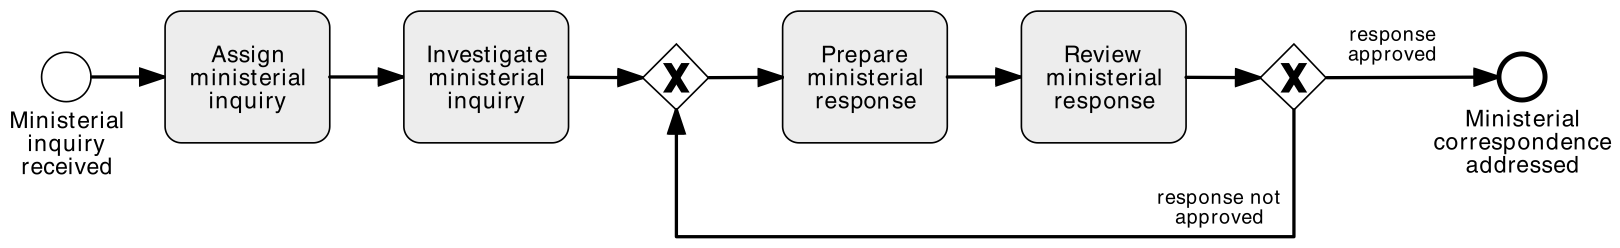 Ministerial
inquiry
received
Assign
ministerial
inquiry
Investigate
ministerial
inquiry
X
Prepare
ministerial
response
Review
ministerial
response
X
response
approved
response not
approved
Ministerial
correspondence
addressed